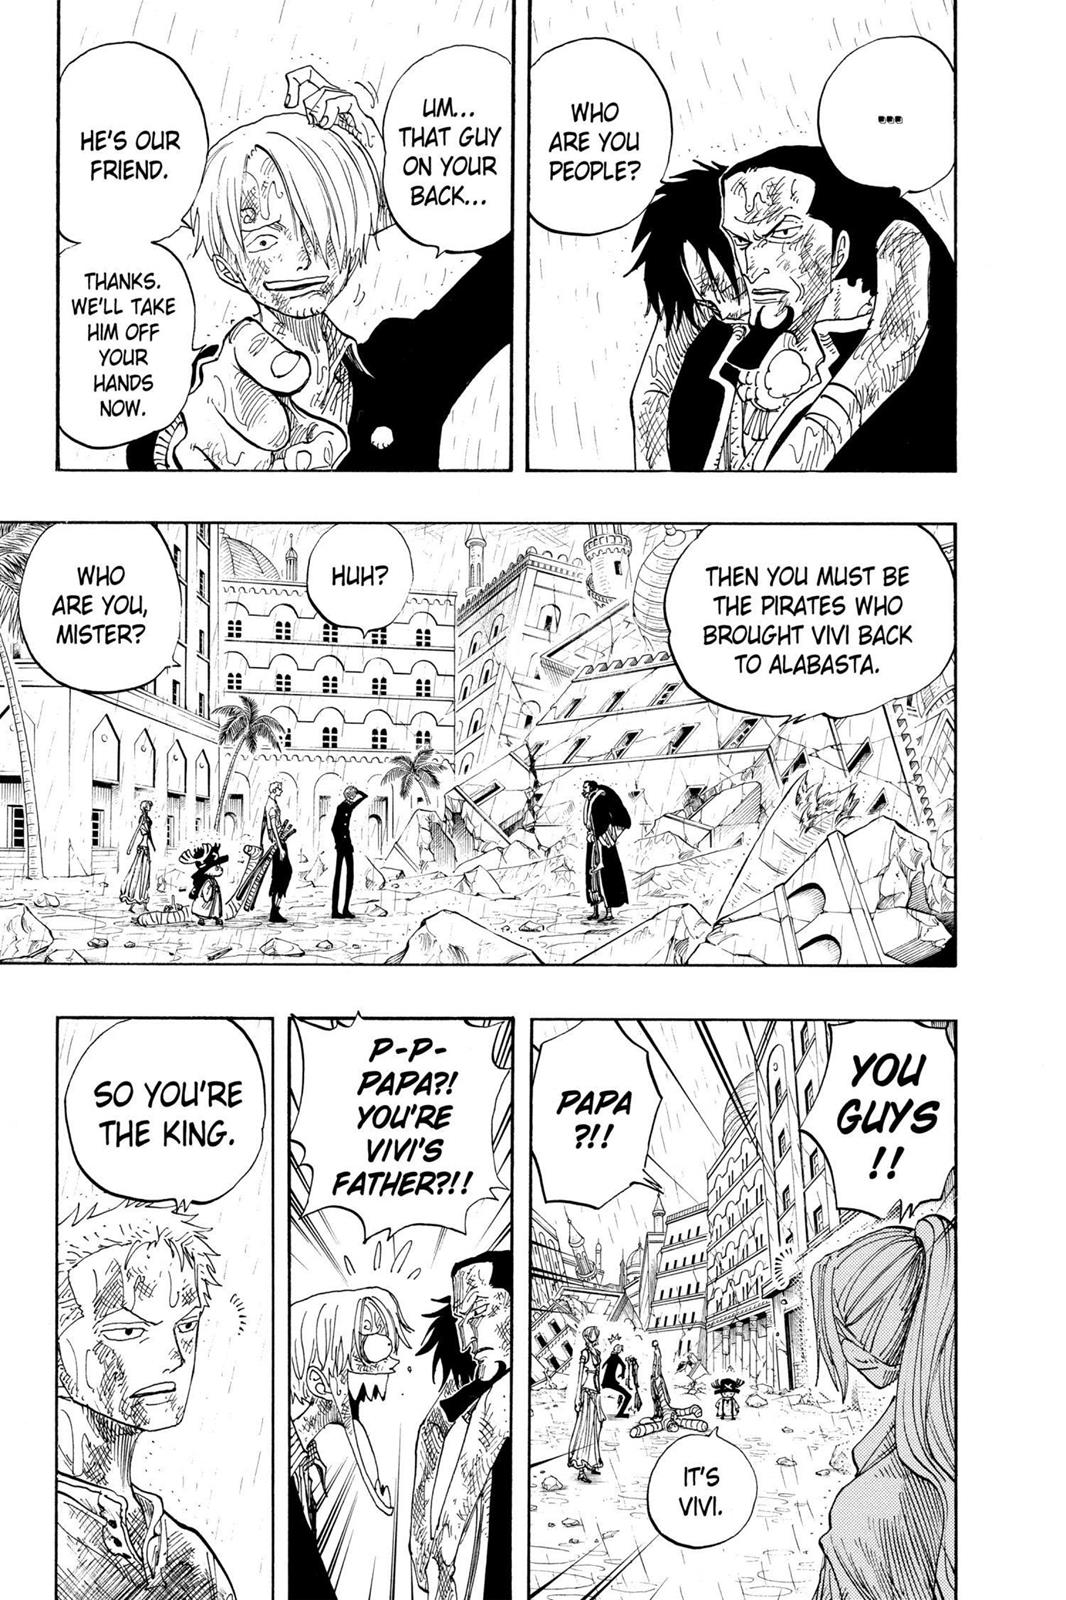 ...
WHO
ARE YOU
PEOPLE?
UM...
THAT GUY
ON YOUR
BACK...
HE'S OUR
FRIEND.
THANKS.
WE'LL TAKE
HIM OFF
YOUR
HANDS
NOW.
THEN YOU MUST BE
THE PIRATES WHO
BROUGHT VIVI BACK
TO ALABASTA.
HUH?
WHO
ARE YOU,
MISTER?
YOU
GUYS
!!
PAPA
?!!
IT'S
VIVI.
P-P-
PAPA?!
YOU'RE
VIVI'S
FATHER?!!
SO YOU'RE
THE KING.